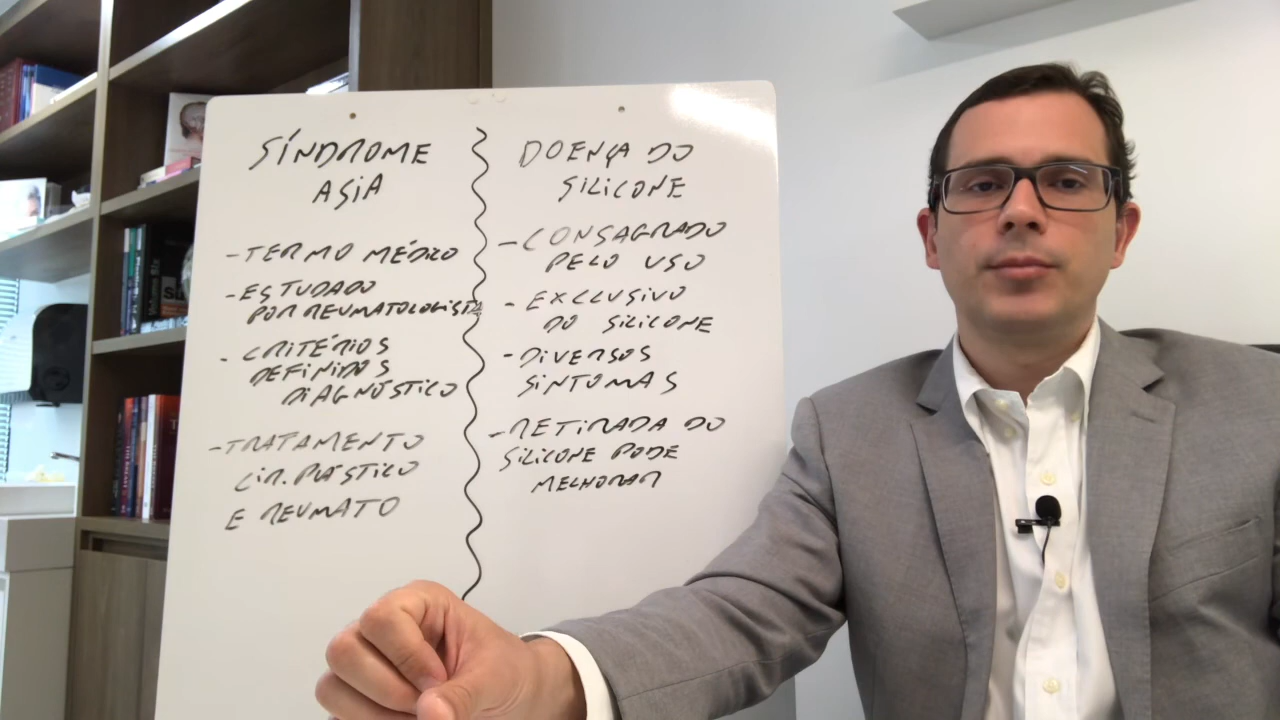 SÍNDROME
ASIA
- TERMO MÉDICO
- ESTUDADO
POR REUMATOLOGISTA
- CRITÉRIOS
DEFINIDOS
DIAGNÓSTICO
- TRATAMENTO
CIR. PLÁSTICO
E REUMATO
DOENÇA DO
SILICONE
- CONSAGRADO
PELO USO
- EXCLUSIVO
DO SILICONE
- DIVERSOS
SINTOMAS
- RETIRADA DO
SILICONE PODE
MELHORAR